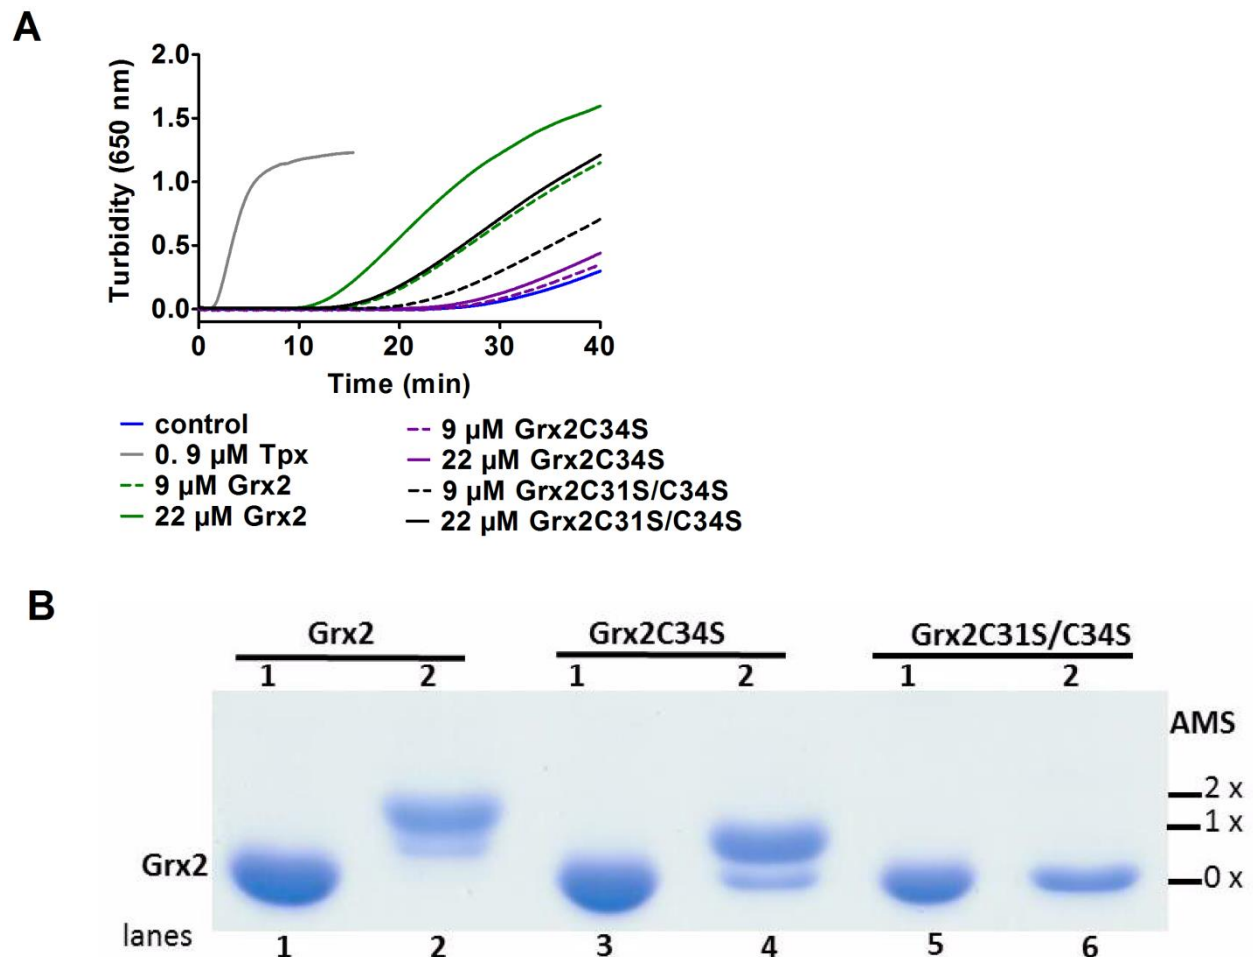 A
Turbidity (650 nm)
2.0
1.5
1.0
0.5
0.0
0 10 20 30 40
Time (min)
control
0. 9 µM Tpx
9 µM Grx2
22 µM Grx2
9 µM Grx2C34S
22 µM Grx2C34S
9 µM Grx2C31S/C34S
22 µM Grx2C31S/C34S
B
Grx2 Grx2C34S Grx2C31S/C34S
1 2 1 2 1 2
AMS
2 x
1 x
Grx2 0 x
lanes 1 2 3 4 5 6